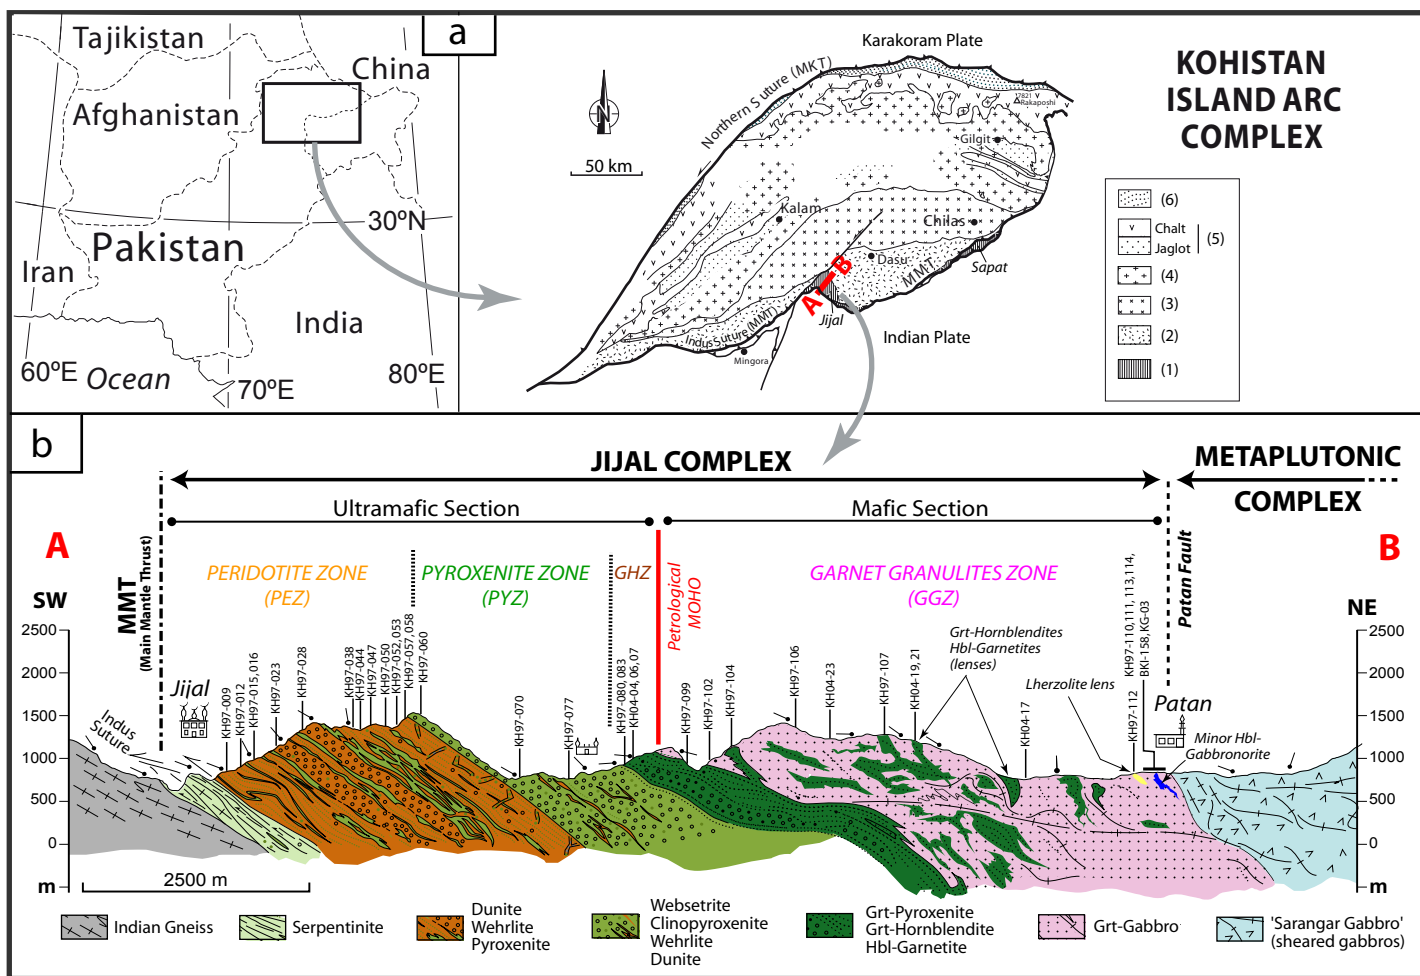 a
Tajikistan
China
Afghanistan
30ºN
Pakistan
Iran
India
60ºE
Ocean
70ºE
80ºE
Karakoram Plate
Northern Suture (MKT)
7821
Rakaposhi
N
50 km
Gilgit
Kalam
Chilas
Dasu
Sapat
MMT
A
B
Jijal
Indus Suture (MMT)
Mingora
Indian Plate
KOHISTAN
ISLAND ARC
COMPLEX
(6)
Chalt
Jaglot
(5)
(4)
(3)
(2)
(1)
b
JIJAL COMPLEX
METAPLUTONIC
COMPLEX
Ultramafic Section
Mafic Section
A
B
SW
NE
MMT
(Main Mantle Thrust)
PERIDOTITE ZONE
(PEZ)
PYROXENITE ZONE
(PYZ)
GHZ
Petrological
MOHO
GARNET GRANULITES ZONE
(GGZ)
Patan Fault
2500
2000
1500
1000
500
0
m
2500
2000
1500
1000
500
0
m
Indus
Suture
Jijal
KH97-009
KH97-012
KH97-015, 016
KH97-023
KH97-028
KH97-038
KH97-044
KH97-047
KH97-050
KH97-052, 053
KH97-057, 058
KH97-060
KH97-070
KH97-077
KH97-080, 083
KH04-04, 06, 07
KH97-099
KH97-102
KH97-104
KH97-106
KH04-23
KH97-107
KH04-19, 21
Grt-Hornblendites
Hbl-Garnetites
(lenses)
KH04-17
Lherzolite lens
KH97-112
KH97-110, 111, 113, 114,
BKI-158, KG-03
Patan
Minor Hbl-
Gabbronorite
2500 m
Indian Gneiss
Serpentinite
Dunite
Wehrlite
Pyroxenite
Websetrite
Clinopyroxenite
Wehrlite
Dunite
Grt-Pyroxenite
Grt-Hornblendite
Hbl-Garnetite
Grt-Gabbro
'Sarangar Gabbro'
(sheared gabbros)